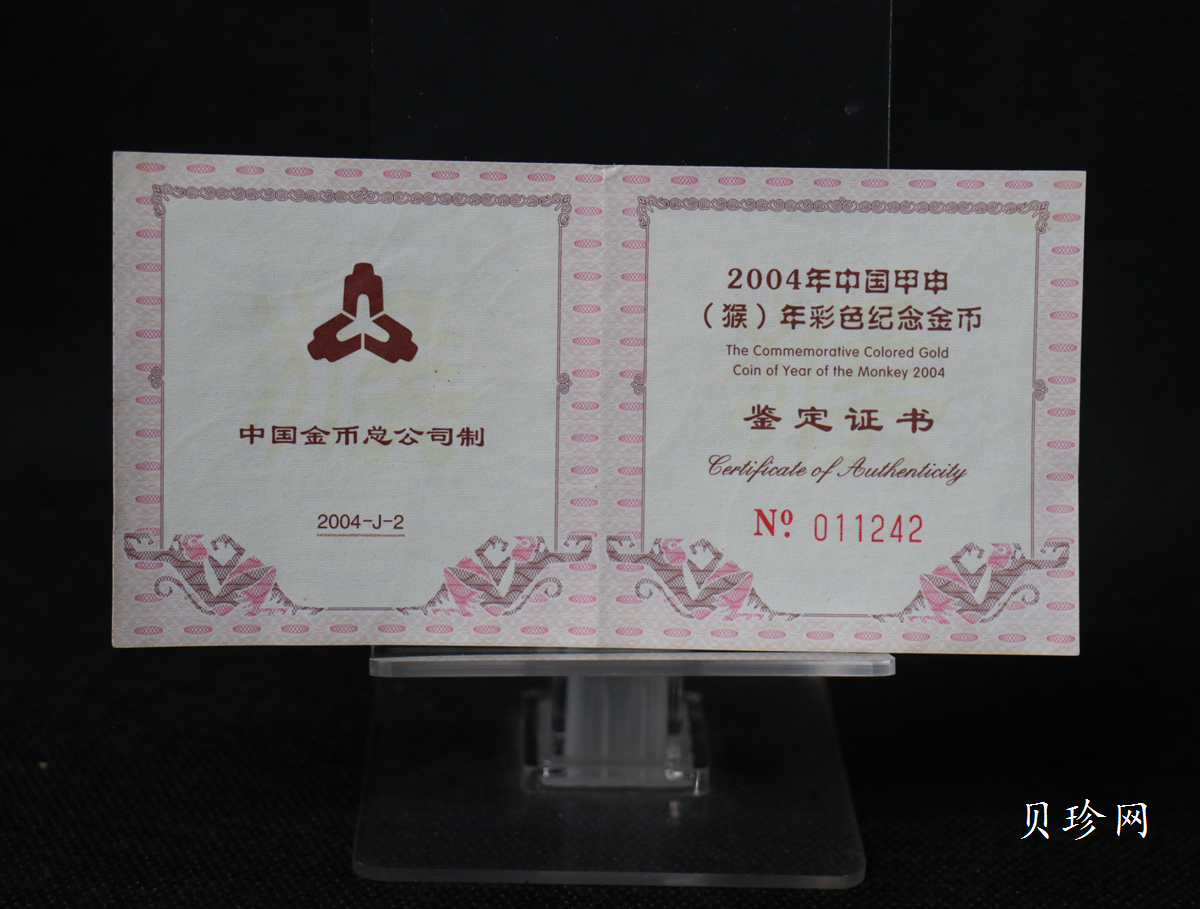 中国金币总公司制
2004-J-2
2004年中国甲申
（猴）年彩色纪念金币
The Commemorative Colored Gold
Coin of Year of the Monkey 2004
鉴定证书
Certificate of Authenticity
Nº 011242
贝珍网